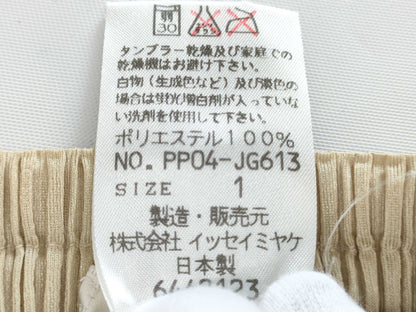 30
タンブラー乾燥及び家庭での
乾燥機はお避け下さい。
白物(生成色など)及び淡色の
場合は蛍光増白剤が入っていな
い洗剤を使用して下さい。
ポリエステル100%
NO. PP04-JG613
SIZE 1
製造・販売元
株式会社 イッセイミヤケ
日本製